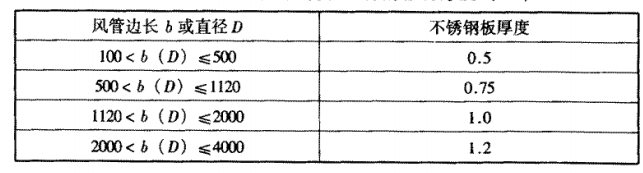 风管边长 b 或直径 D 不锈钢板厚度
100<b (D) ≤500 0.5
500<b (D) ≤1120 0.75
1120<b (D) ≤2000 1.0
2000<b (D) ≤4000 1.2